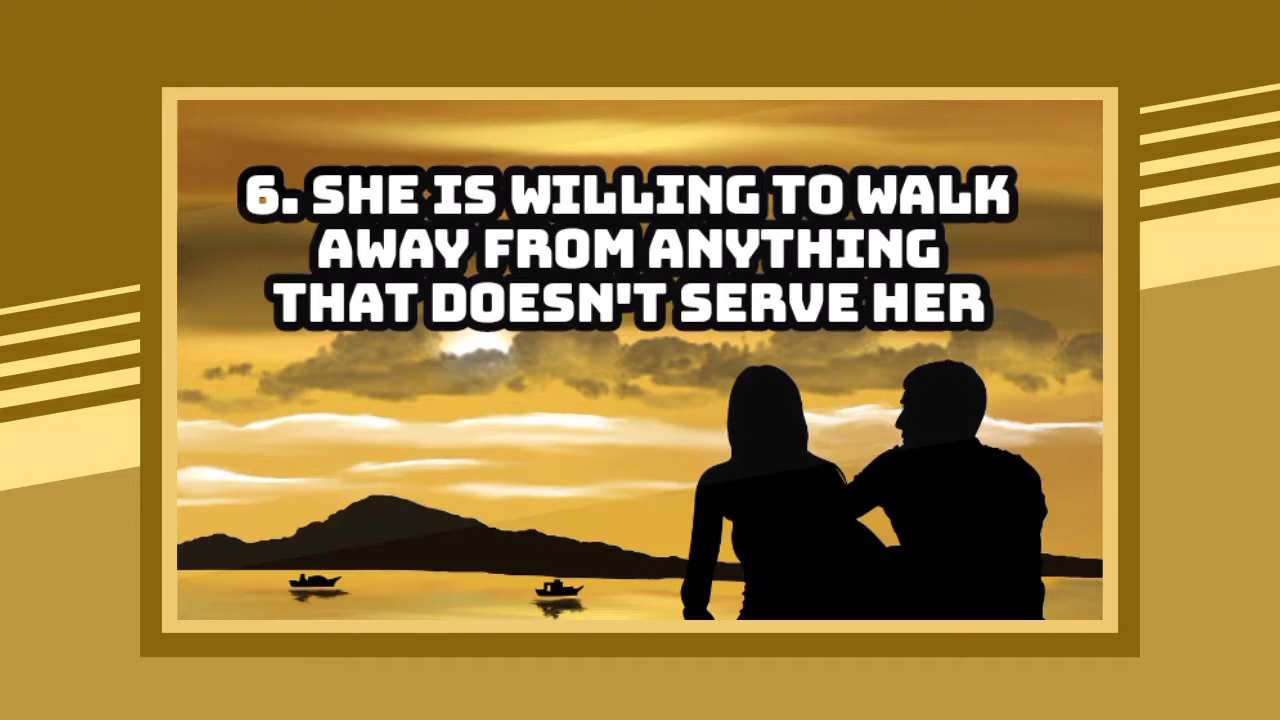 6. SHE IS WILLING TO WALK
AWAY FROM ANYTHING
THAT DOESN'T SERVE HER